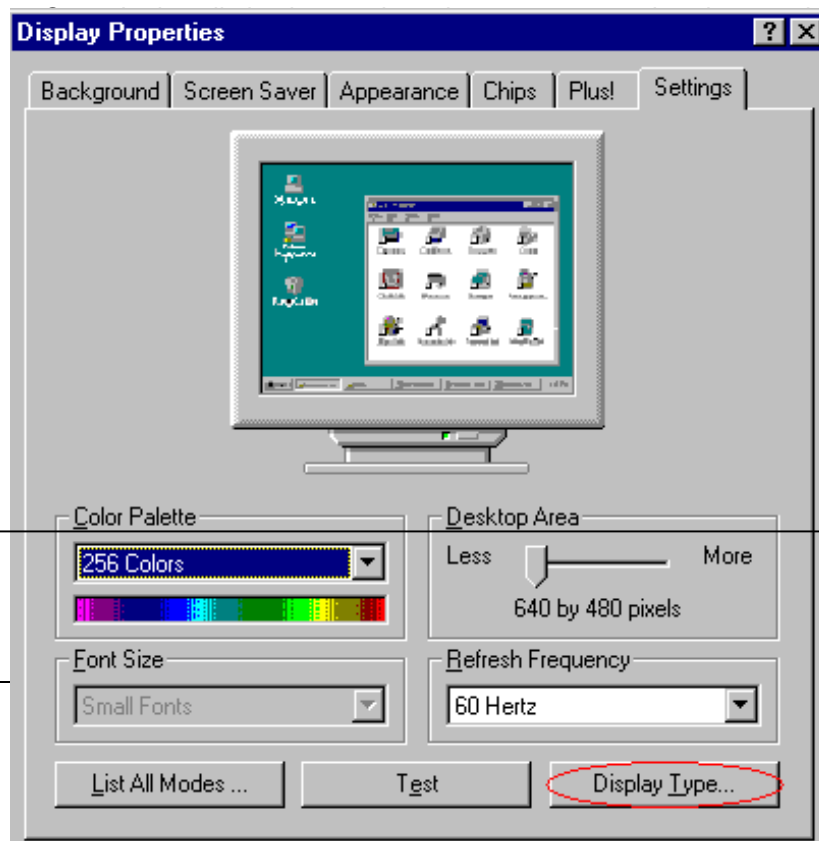 Display Properties
Background Screen Saver Appearance Chips Plus! Settings
Color Palette
256 Colors
Desktop Area
Less More
640 by 480 pixels
Font Size
Small Fonts
Refresh Frequency
60 Hertz
List All Modes ... Test Display Type...